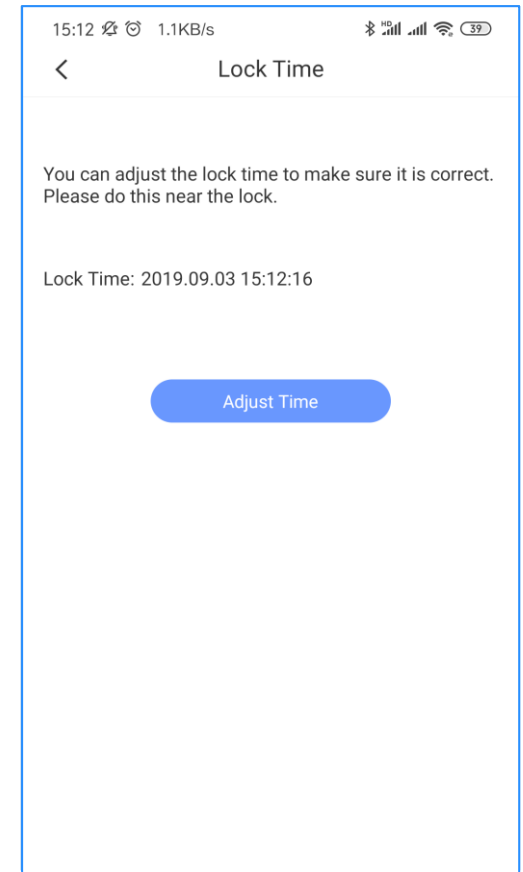 15:12 1.1KB/s HD 39
Lock Time
You can adjust the lock time to make sure it is correct.
Please do this near the lock.
Lock Time: 2019.09.03 15:12:16
Adjust Time